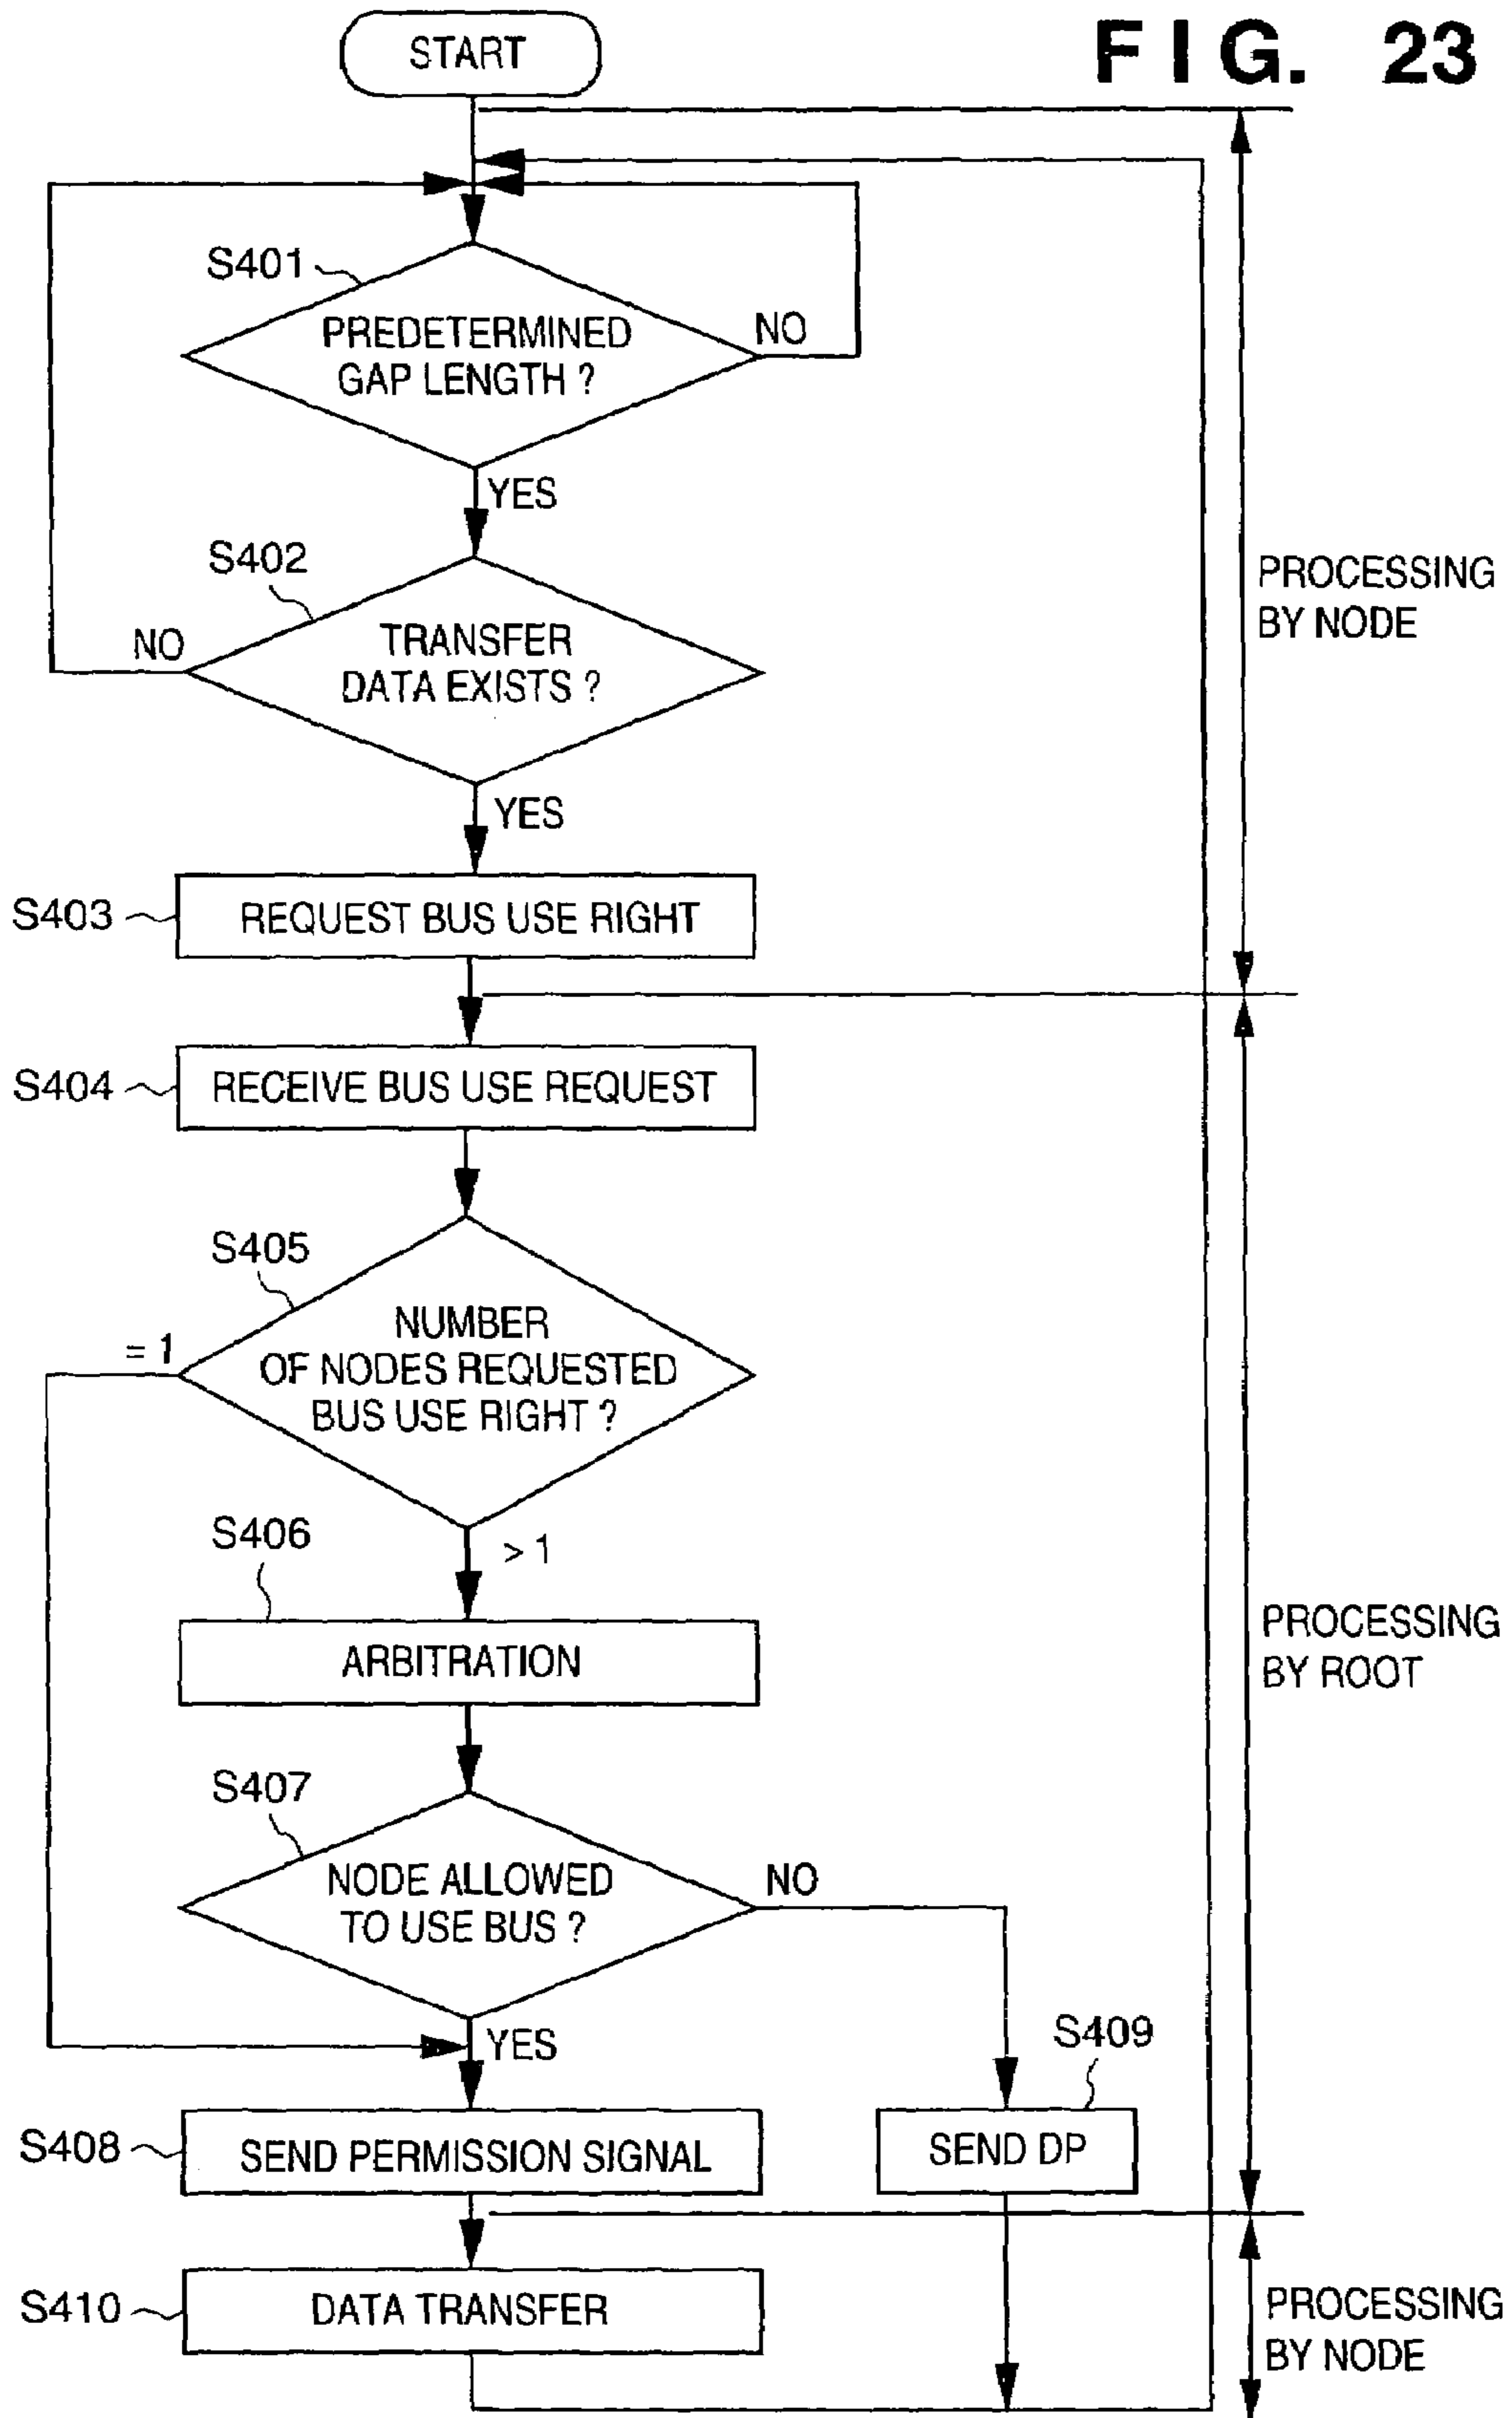 FIG. 23
START
S401
PREDETERMINED
GAP LENGTH ?
NO
YES
S402
TRANSFER
DATA EXISTS ?
NO
YES
PROCESSING
BY NODE
S403
REQUEST BUS USE RIGHT
S404
RECEIVE BUS USE REQUEST
S405
NUMBER
OF NODES REQUESTED
BUS USE RIGHT ?
= 1
> 1
S406
ARBITRATION
PROCESSING
BY ROOT
S407
NODE ALLOWED
TO USE BUS ?
NO
YES
S408
SEND PERMISSION SIGNAL
S409
SEND DP
S410
DATA TRANSFER
PROCESSING
BY NODE